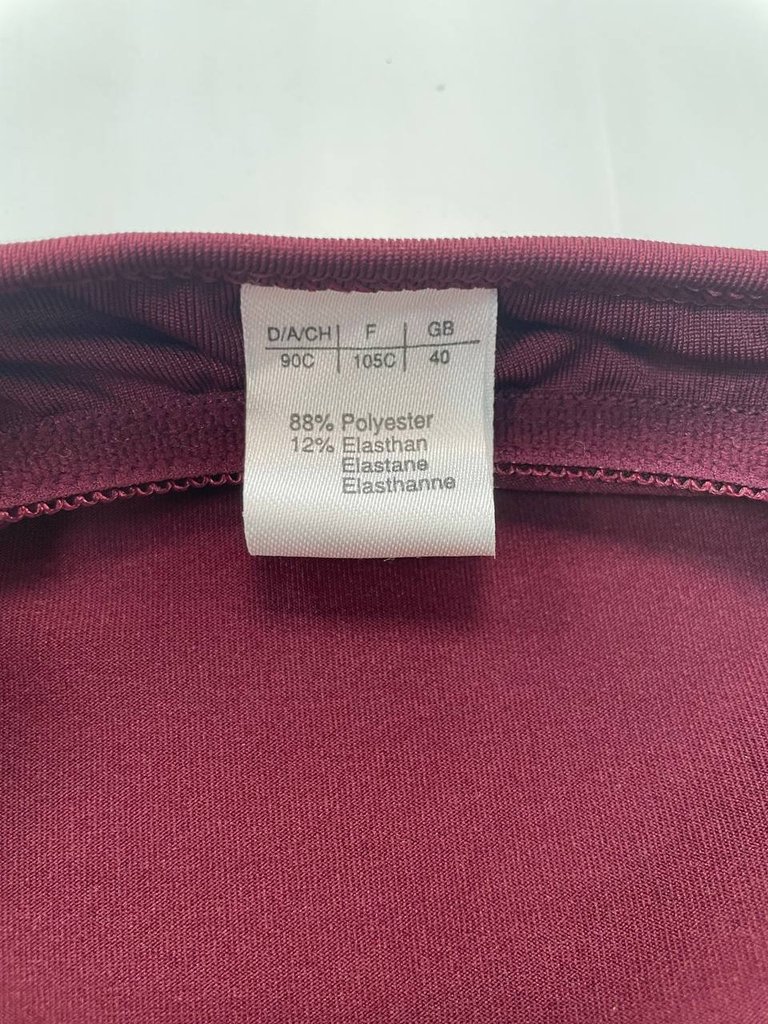 D/A/CH F GB
90C 105C 40
88% Polyester
12% Elasthan
Elastane
Elasthanne